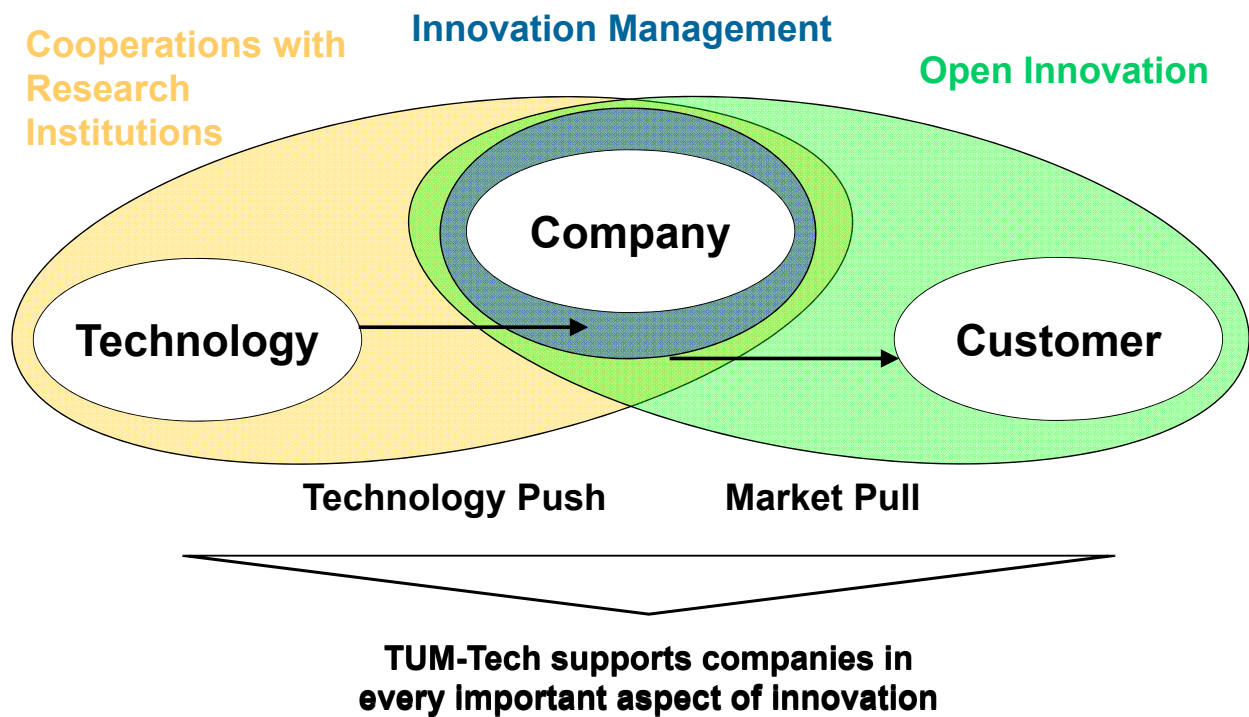 Innovation Management
Cooperations with
Research
Institutions
Open Innovation
Company
Technology
Customer
Technology Push
Market Pull
TUM-Tech supports companies in
every important aspect of innovation